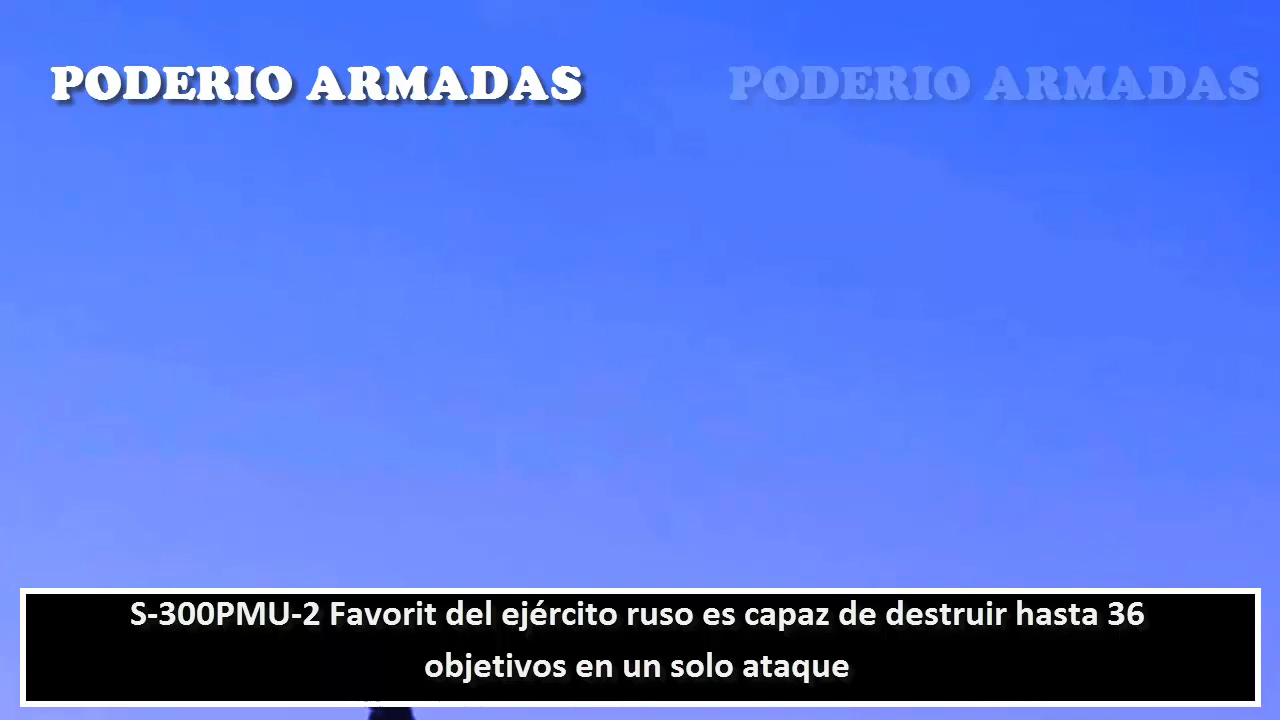 PODERIO ARMADAS PODERIO ARMADAS
S-300PMU-2 Favorit del ejército ruso es capaz de destruir hasta 36
objetivos en un solo ataque